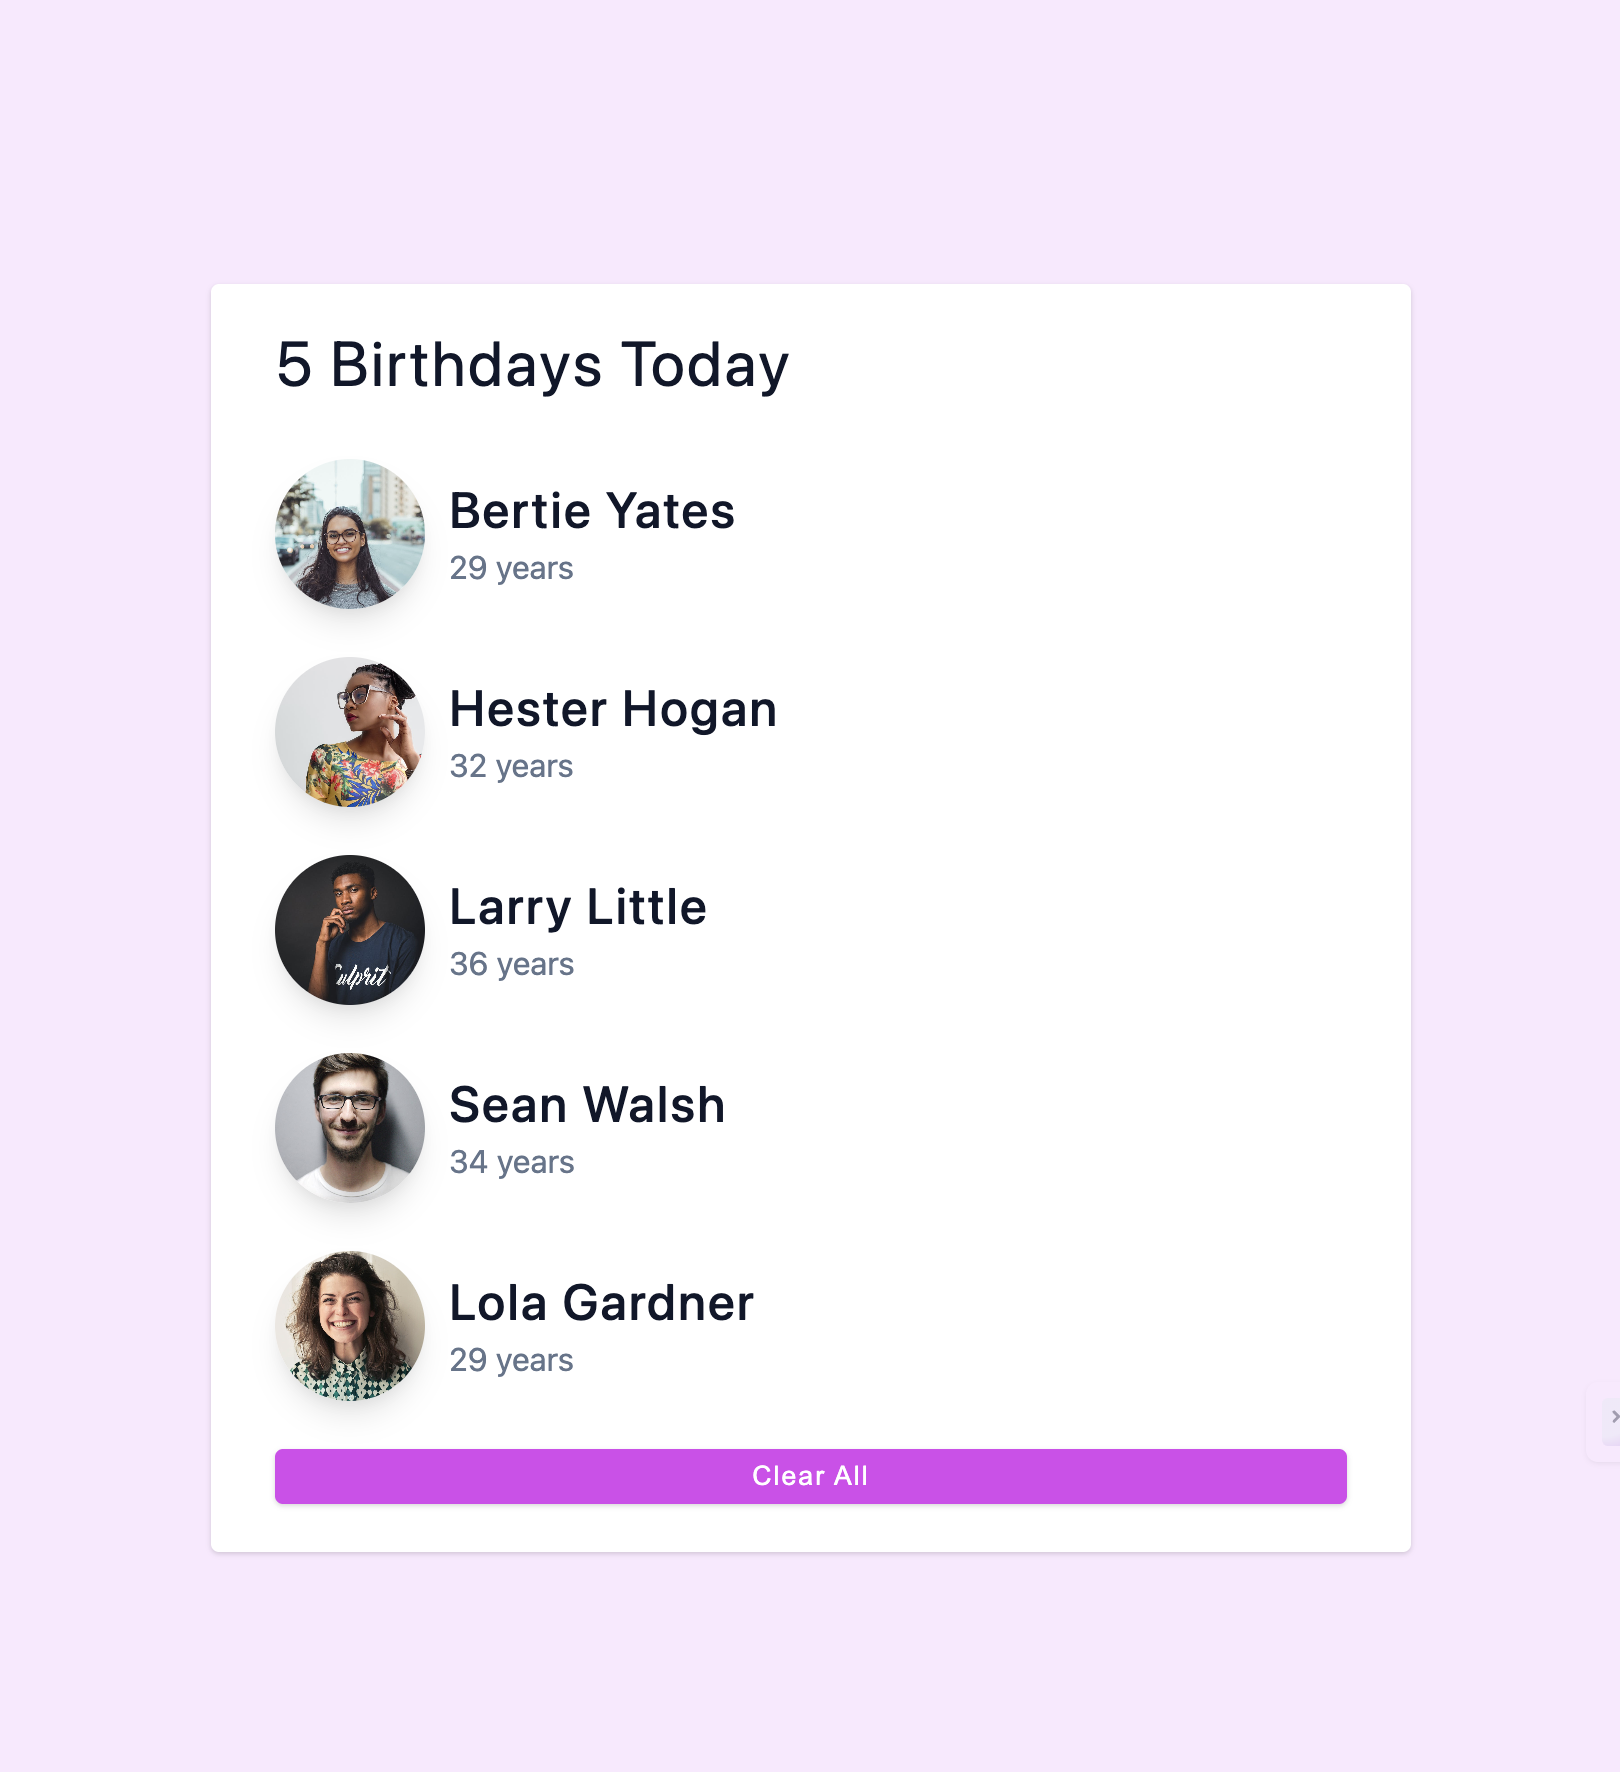 5 Birthdays Today
Bertie Yates
29 years
Hester Hogan
32 years
Larry Little
36 years
ulprit
Sean Walsh
34 years
Lola Gardner
29 years
Clear All